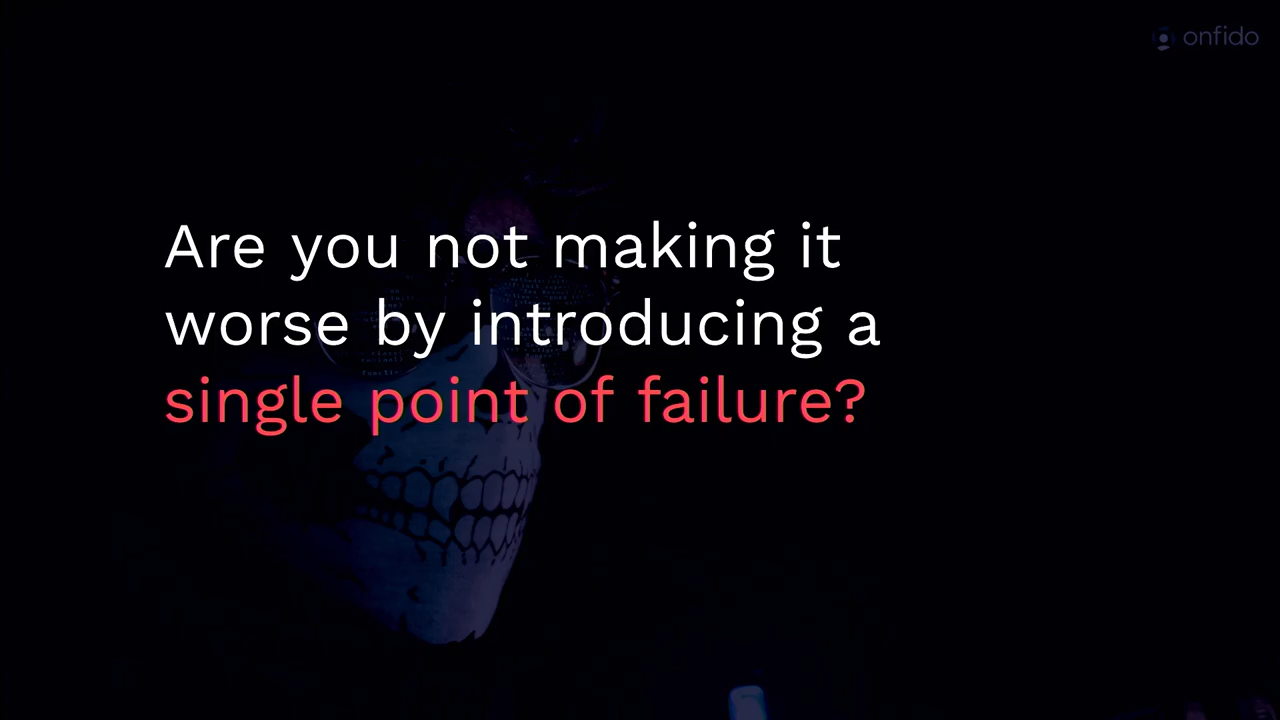 onfido
Are you not making it
worse by introducing a
single point of failure?